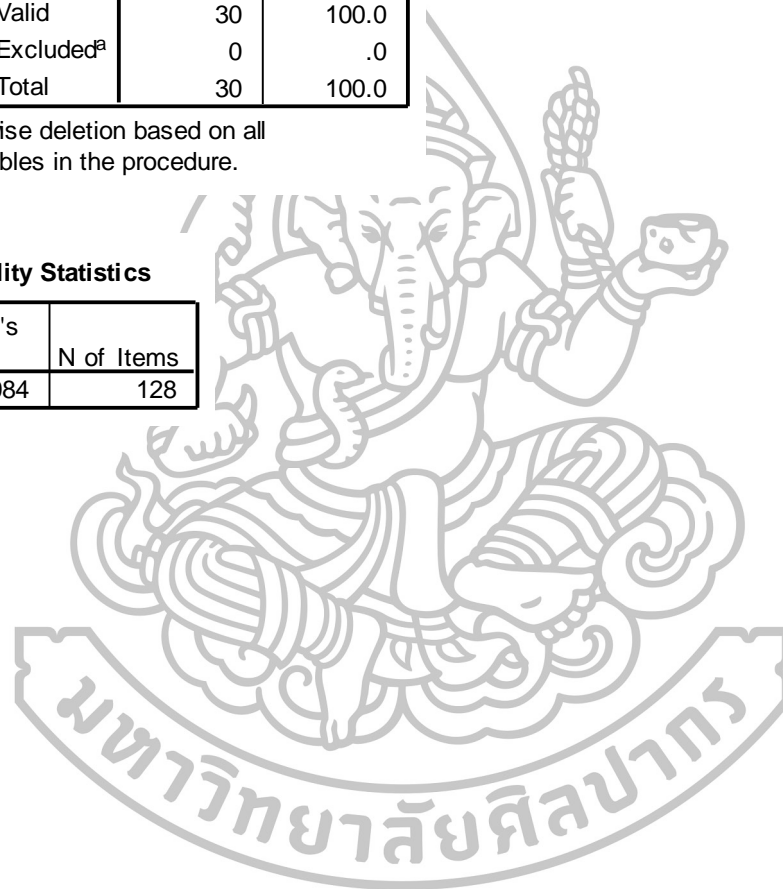 Valid 30 100.0
Excludedª 0 .0
Total 30 100.0
ise deletion based on all
bles in the procedure.
lity Statistics
's
N of Items
984 128
มหาวิทยาลัยศิลปากร